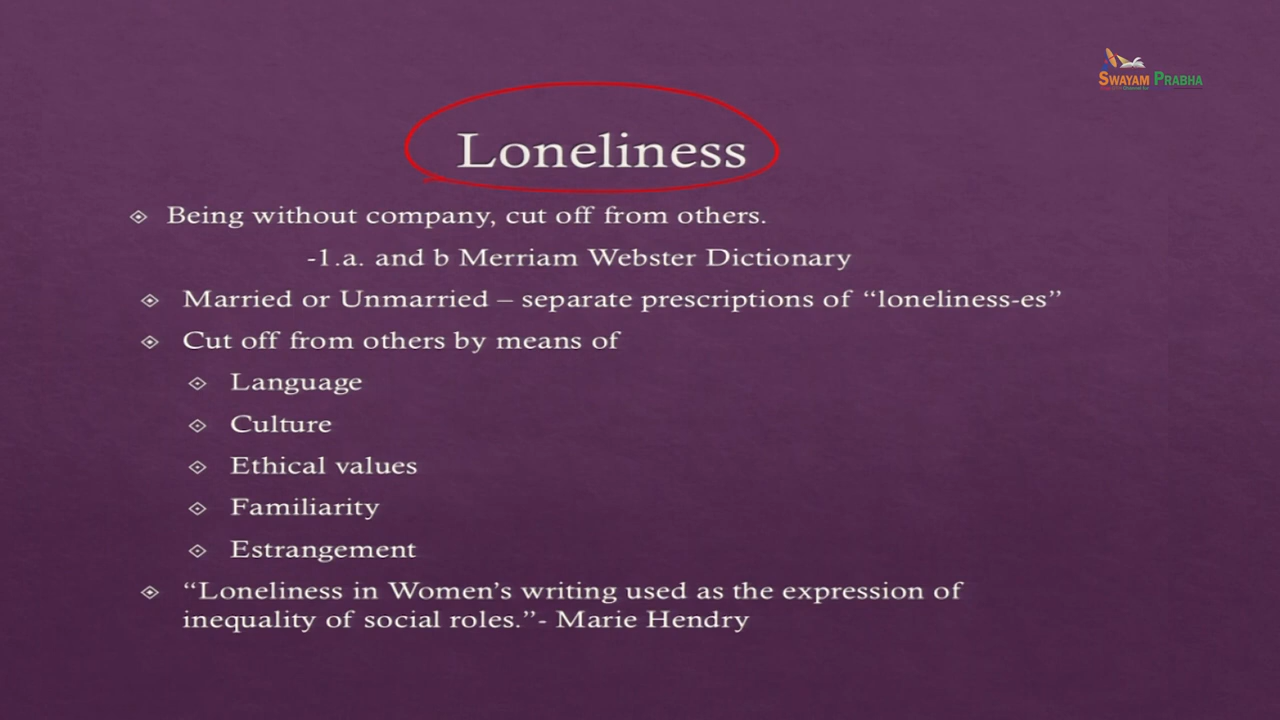 SWAYAM PRABHA
Loneliness
Being without company, cut off from others.
-1.a. and b Merriam Webster Dictionary
Married or Unmarried – separate prescriptions of “loneliness-es”
Cut off from others by means of
Language
Culture
Ethical values
Familiarity
Estrangement
“Loneliness in Women’s writing used as the expression of
inequality of social roles.”- Marie Hendry